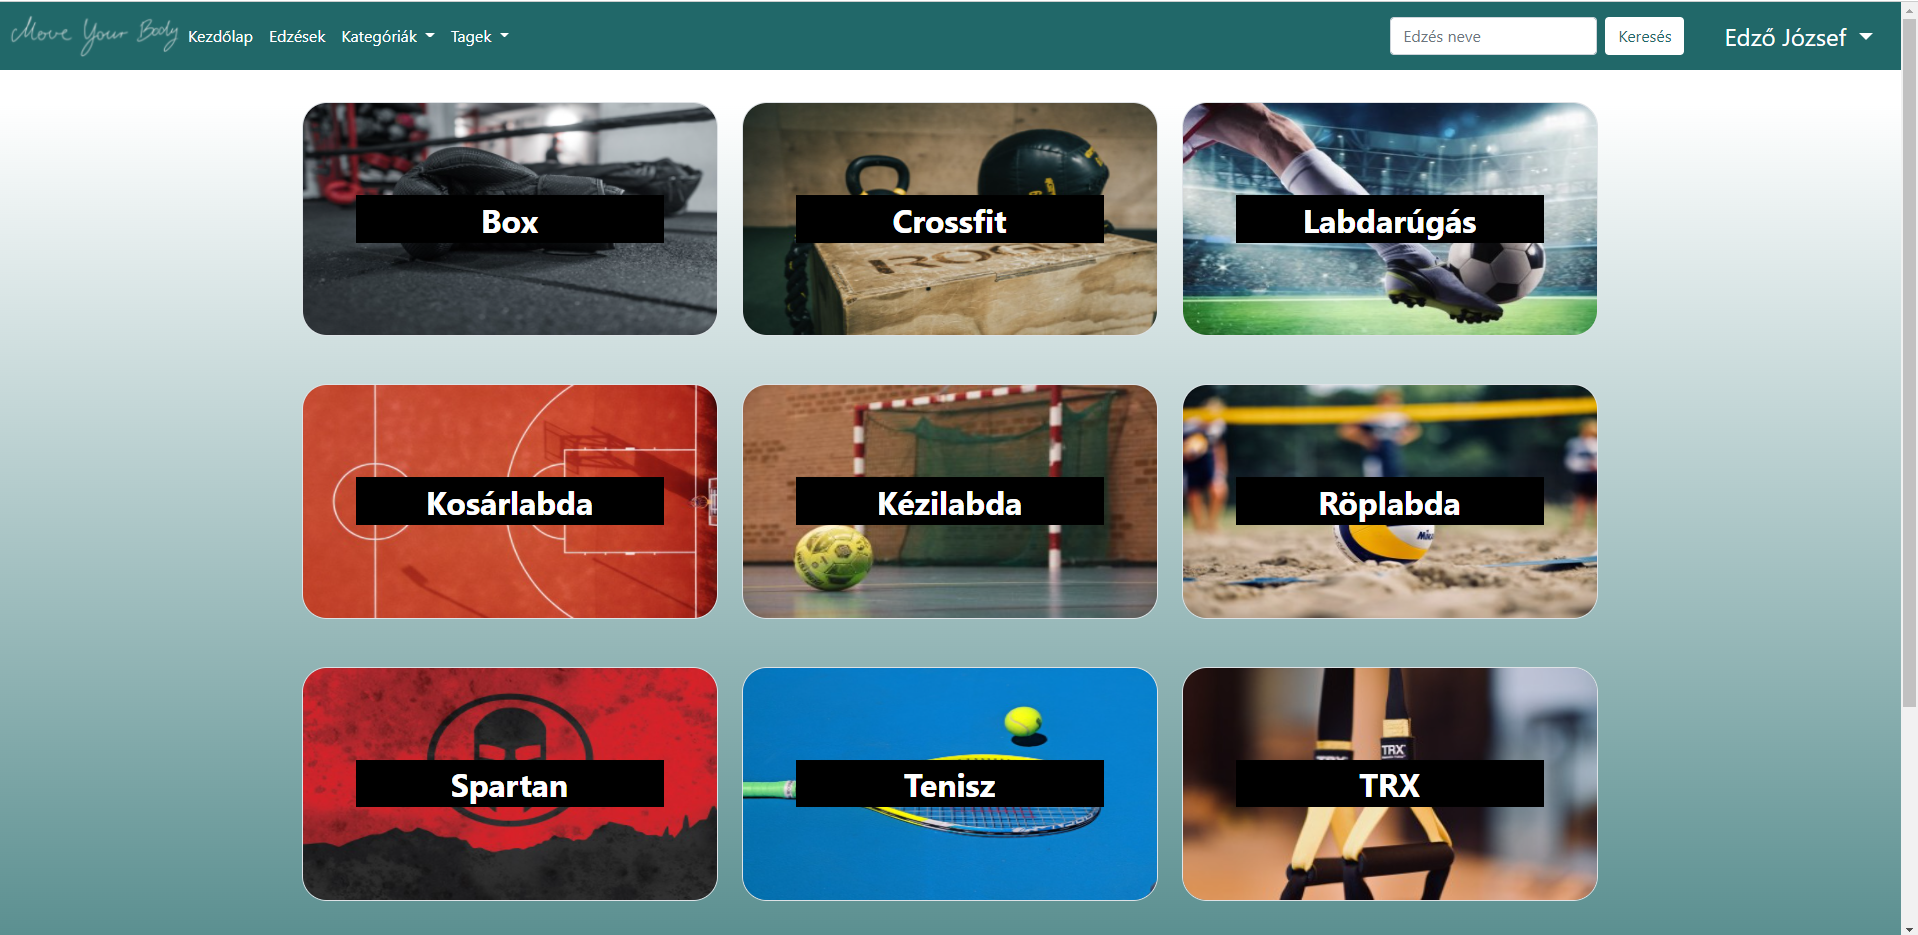 Move Your Body Kezdőlap Edzések Kategóriák Tagek Edzés neve Keresés Edző József
Box
Crossfit
Labdarúgás
Kosárlabda
Kézilabda
Röplabda
Spartan
Tenisz
TRX
TRX